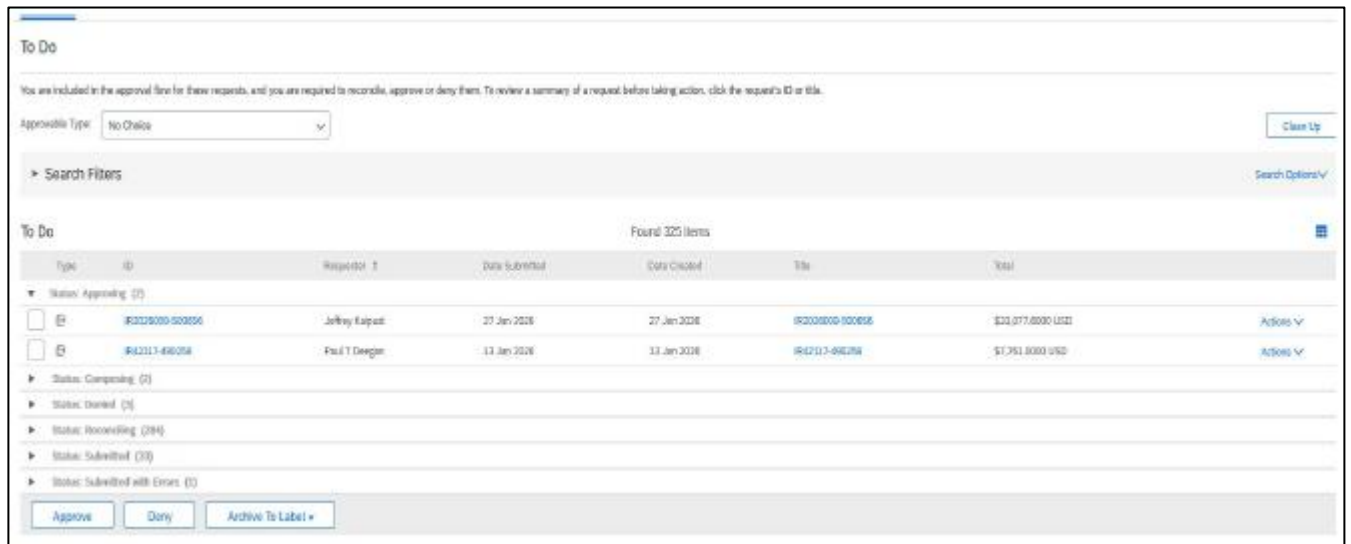 To Do
You are included in the approval flow for these requests, and you are required to reconcile, approve or deny them. To review a summary of a request before taking action, click the request's ID or title.
Approvable Type: No Choice
Clean Up
Search Filters
Search Options
To Do Found 325 items
Type ID Requestor ↑ Date Submitted Date Created Title Total
Status: Approving (2)
27 Jan 2026 27 Jan 2026 Actions
Paul T Deegan 13 Jan 2026 13 Jan 2026 Actions
Status: Composing (2)
Status: Denied (3)
Status: Reconciling (284)
Status: Submitted (33)
Status: Submitted with Errors (1)
Approve Deny Archive To Label